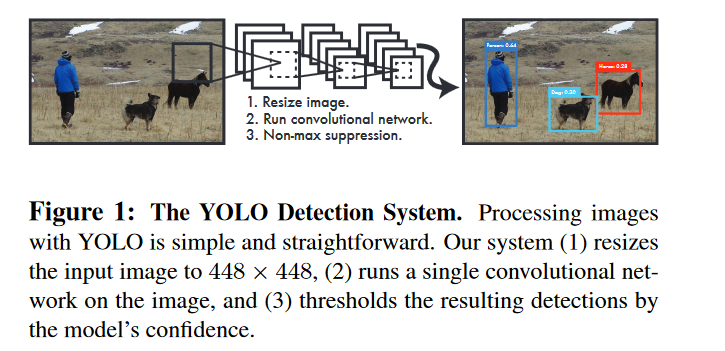 Person: 0.64
Horse: 0.28
Dog: 0.30
1. Resize image.
2. Run convolutional network.
3. Non-max suppression.
Figure 1: The YOLO Detection System. Processing images
with YOLO is simple and straightforward. Our system (1) resizes
the input image to 448 × 448, (2) runs a single convolutional net-
work on the image, and (3) thresholds the resulting detections by
the model's confidence.